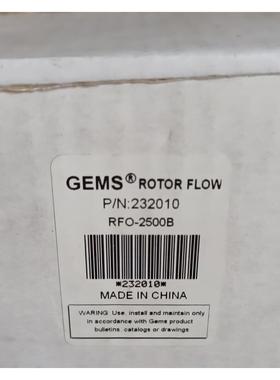 GEMS® ROTOR FLOW
P/N:232010
RFO-2500B
*232010*
MADE IN CHINA
WARING: Use, install and maintain only
in accordance with Gems product
bulletins, catalogs or drawings